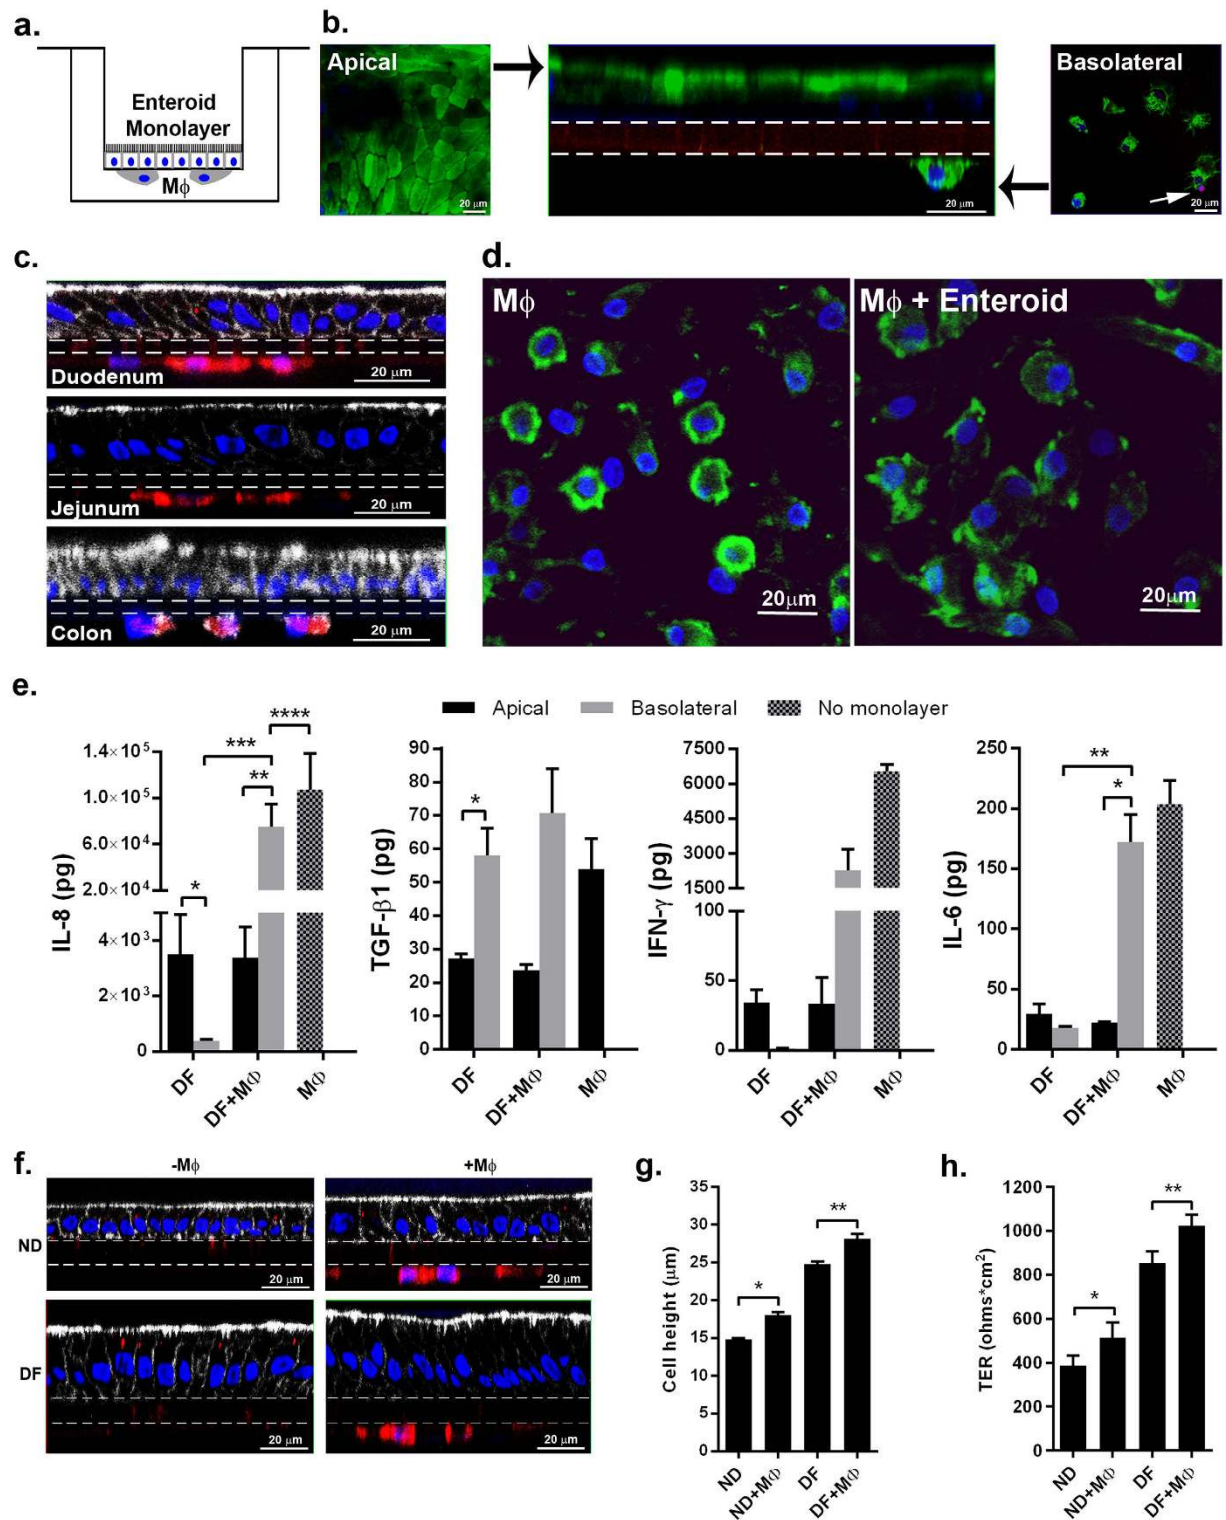 a.
Enteroid
Monolayer
Mϕ
b.
Apical
20 μm
20 μm
Basolateral
20 μm
c.
Duodenum
20 μm
Jejunum
20 μm
Colon
20 μm
d.
Mϕ
20μm
Mϕ + Enteroid
20μm
e.
Apical
Basolateral
No monolayer
IL-8 (pg)
1.4×10⁵
1.0×10⁵
6.0×10⁴
2.0×10⁴
4×10³
2×10³
0
*
***
**
****
DF
DF+MΦ
MΦ
TGF-β1 (pg)
90
80
70
60
50
40
30
20
10
0
*
DF
DF+MΦ
MΦ
IFN-γ (pg)
7500
6000
4500
3000
1500
100
50
0
DF
DF+MΦ
MΦ
IL-6 (pg)
250
200
150
100
50
0
**
*
DF
DF+MΦ
MΦ
f.
-Mϕ
+Mϕ
ND
20 μm
20 μm
DF
20 μm
20 μm
g.
Cell height (μm)
35
30
25
20
15
10
5
0
*
**
ND
ND+MΦ
DF
DF+MΦ
h.
TER (ohms*cm²)
1200
1000
800
600
400
200
0
*
**
ND
ND+MΦ
DF
DF+MΦ